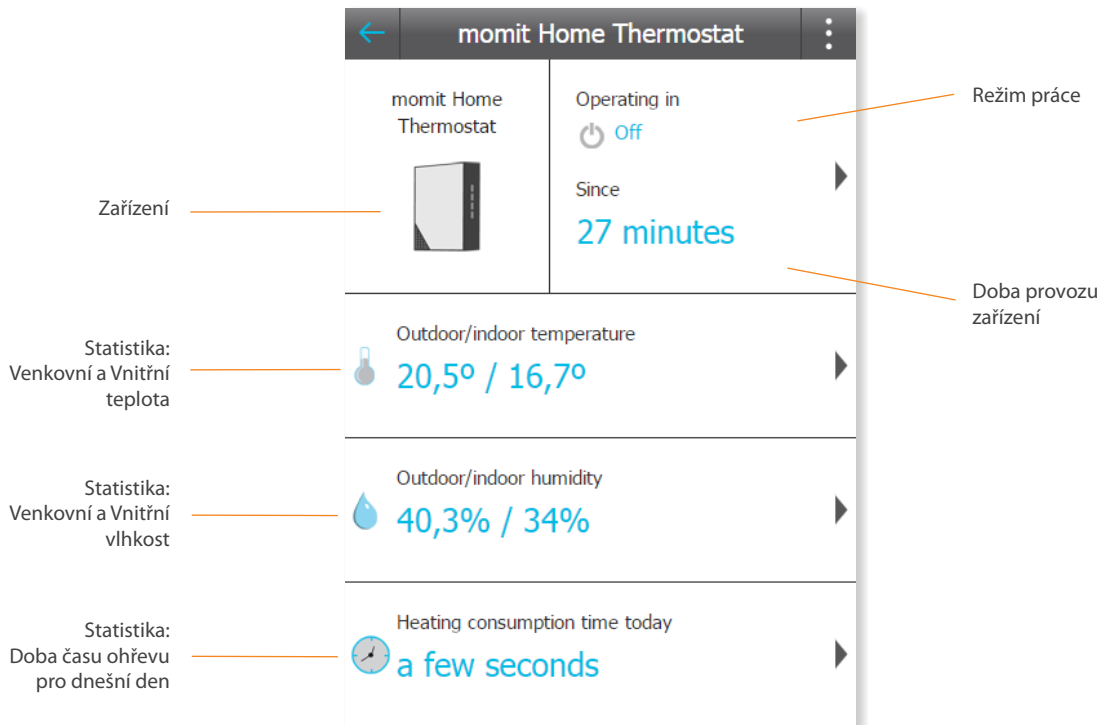 momit Home Thermostat
momit Home
Thermostat
Operating in
Off
Since
27 minutes
Režim práce
Zařízení
Doba provozu
zařízení
Statistika:
Venkovní a Vnitřní
teplota
Outdoor/indoor temperature
20,5º / 16,7º
Statistika:
Venkovní a Vnitřní
vlhkost
Outdoor/indoor humidity
40,3% / 34%
Statistika:
Doba času ohřevu
pro dnešní den
Heating consumption time today
a few seconds